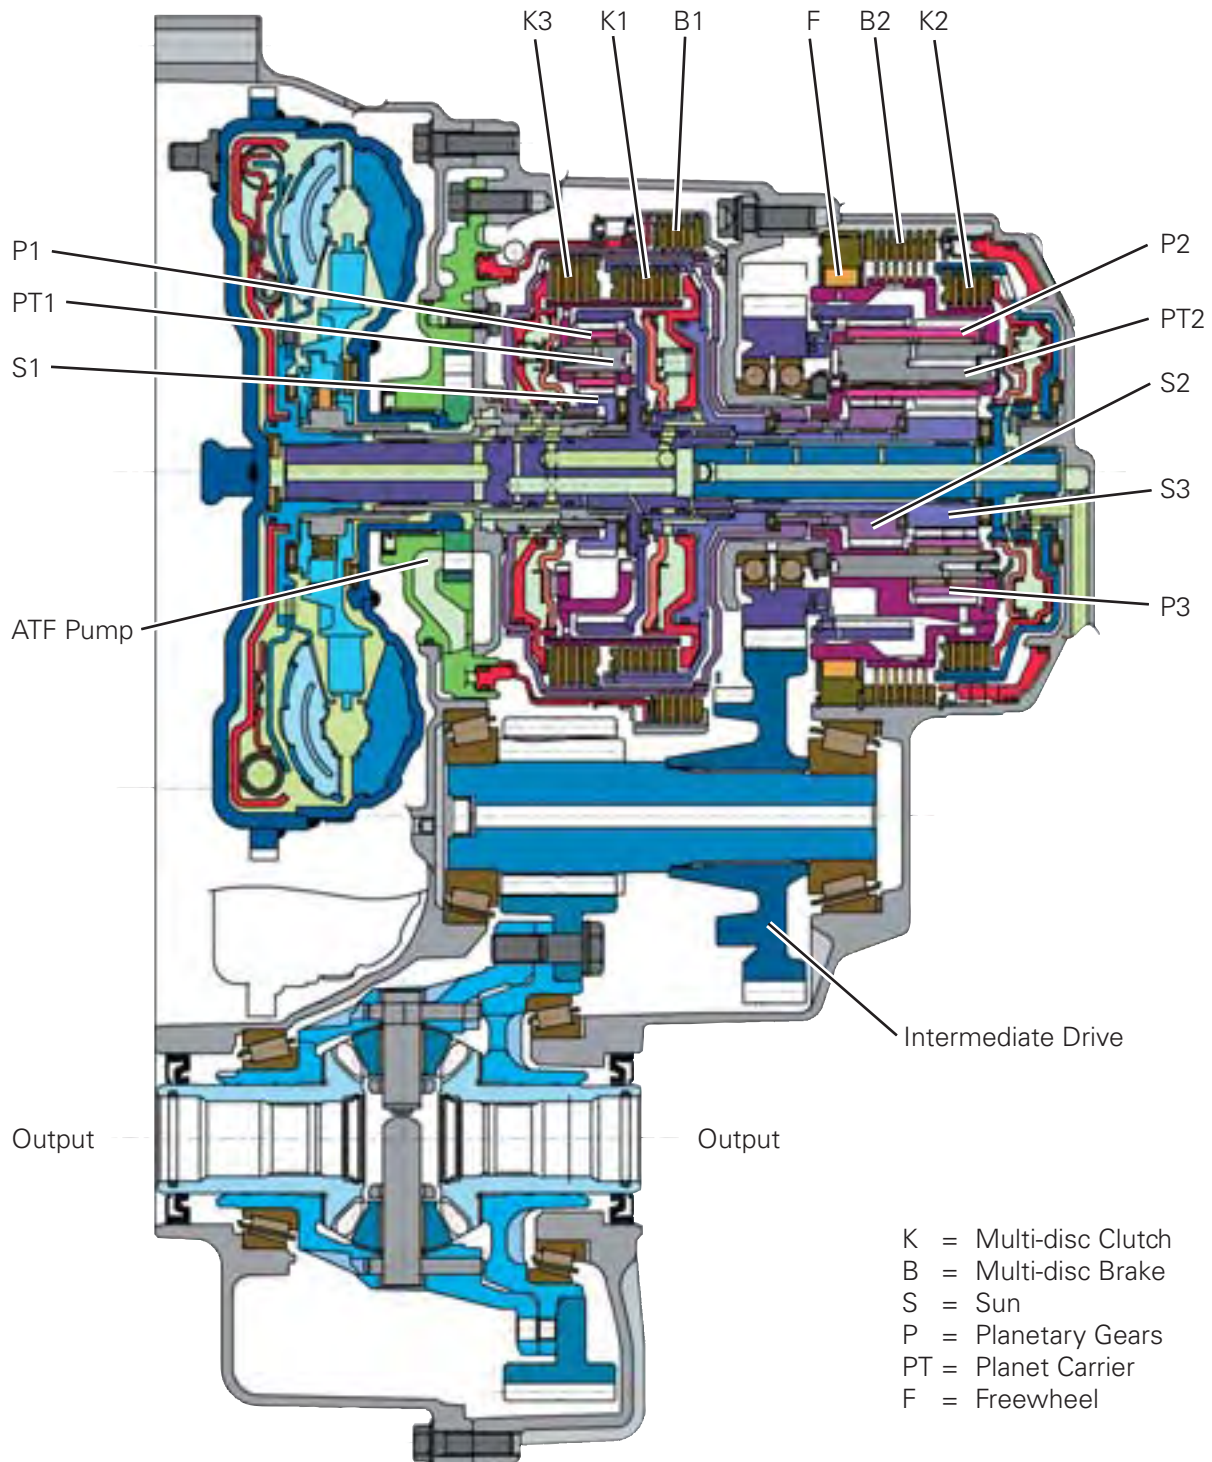 K3 K1 B1 F B2 K2
P1
P2
PT1
PT2
S1
S2
S3
P3
ATF Pump
Intermediate Drive
Output
Output
K = Multi-disc Clutch
B = Multi-disc Brake
S = Sun
P = Planetary Gears
PT = Planet Carrier
F = Freewheel